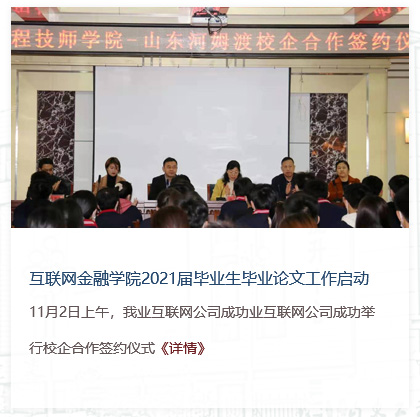 程技师学院-山东河姆渡校企合作签约仪
互联网金融学院2021届毕业生毕业论文工作启动
11月2日上午，我业互联网公司成功业互联网公司成功举
行校企合作签约仪式《详情》